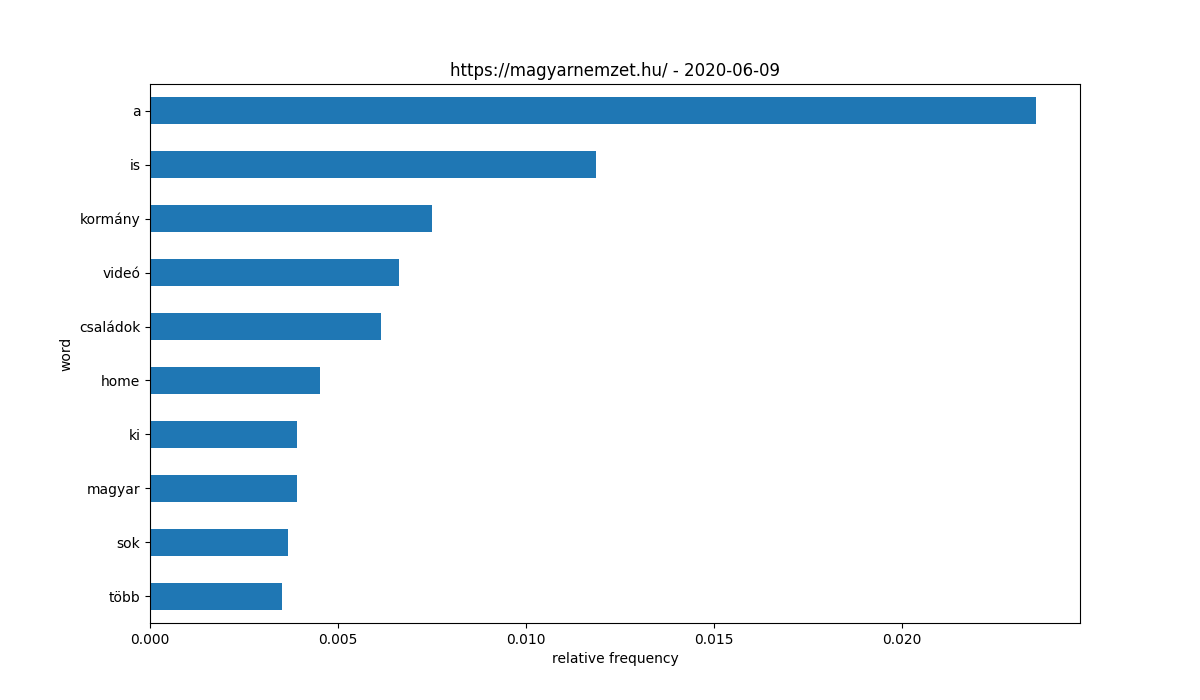 https://magyarnemzet.hu/ - 2020-06-09
a
is
kormány
videó
családok
home
ki
magyar
sok
több
word
0.000 0.005 0.010 0.015 0.020
relative frequency